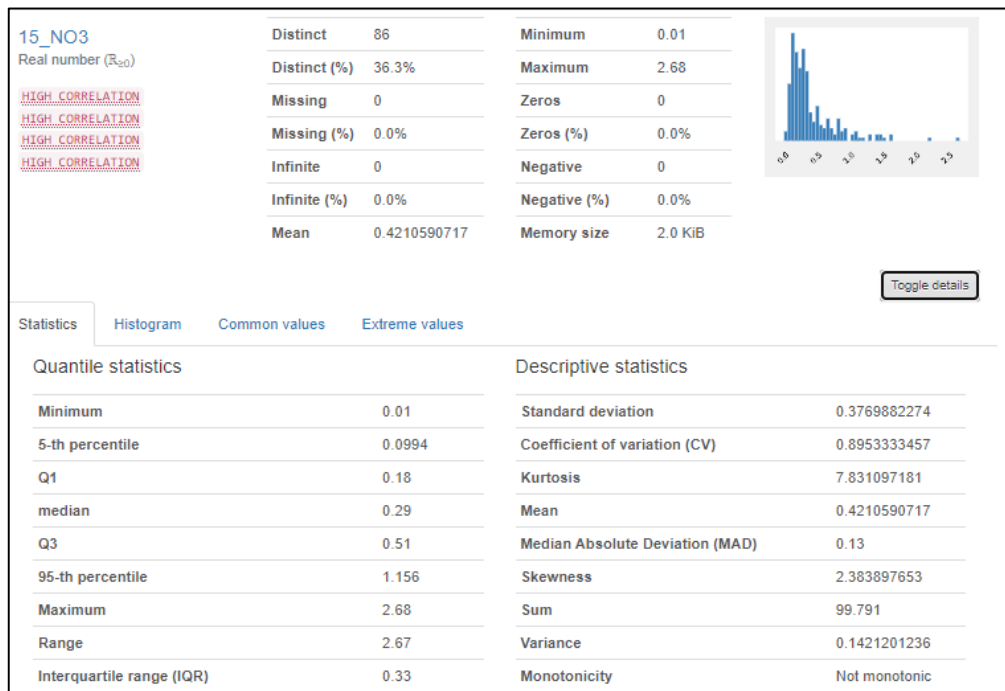 15_NO3
Real number (ℝ≥0)
HIGH CORRELATION
HIGH CORRELATION
HIGH CORRELATION
HIGH CORRELATION
Distinct 86
Distinct (%) 36.3%
Missing 0
Missing (%) 0.0%
Infinite 0
Infinite (%) 0.0%
Mean 0.4210590717
Minimum 0.01
Maximum 2.68
Zeros 0
Zeros (%) 0.0%
Negative 0
Negative (%) 0.0%
Memory size 2.0 KiB
0.0 0.5 1.0 1.5 2.0 2.5
Toggle details
Statistics Histogram Common values Extreme values
Quantile statistics
Minimum 0.01
5-th percentile 0.0994
Q1 0.18
median 0.29
Q3 0.51
95-th percentile 1.156
Maximum 2.68
Range 2.67
Interquartile range (IQR) 0.33
Descriptive statistics
Standard deviation 0.3769882274
Coefficient of variation (CV) 0.8953333457
Kurtosis 7.831097181
Mean 0.4210590717
Median Absolute Deviation (MAD) 0.13
Skewness 2.383897653
Sum 99.791
Variance 0.1421201236
Monotonicity Not monotonic